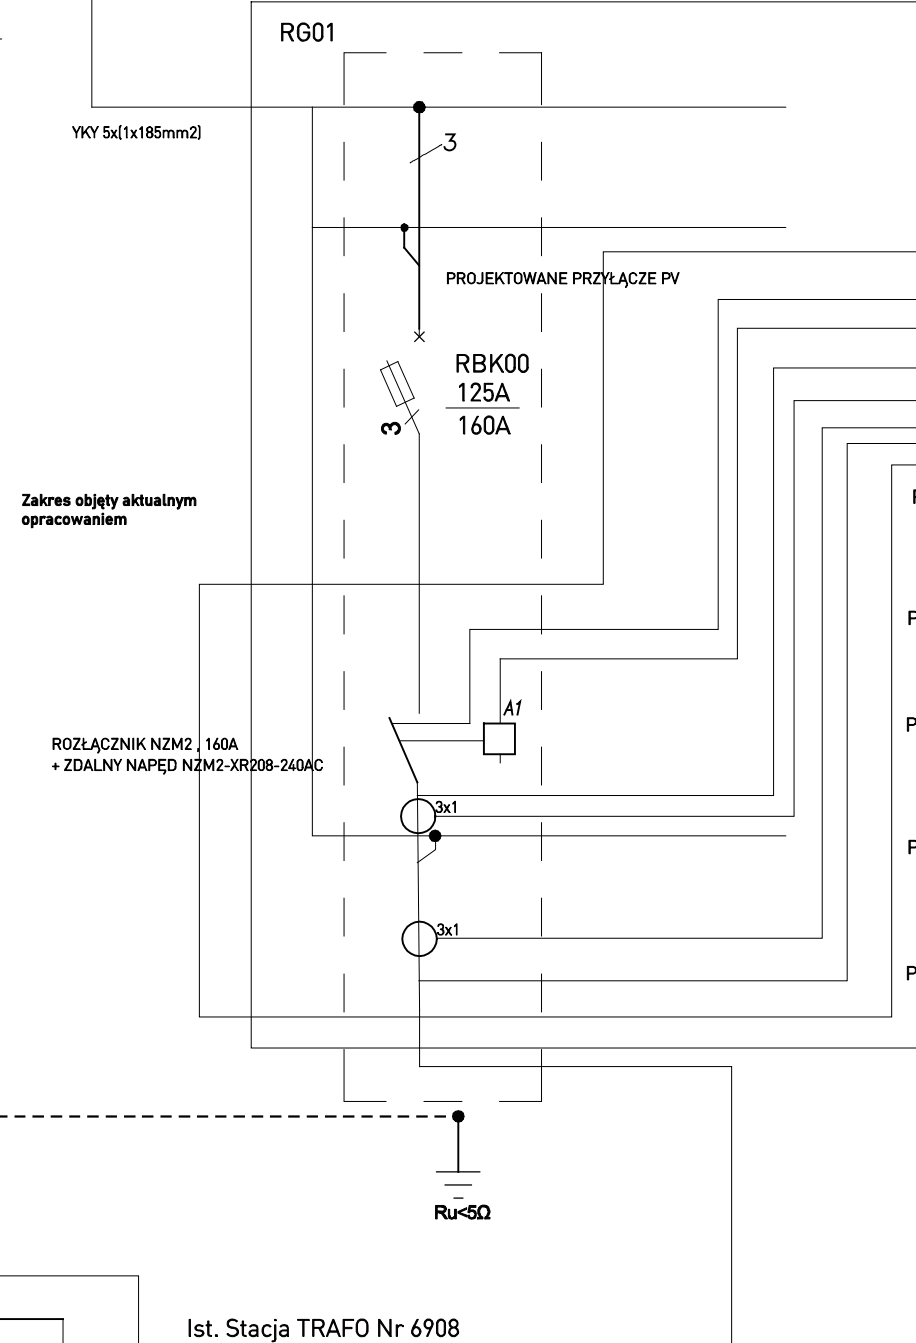 RG01
YKY 5x(1x185mm2)
3
PROJEKTOWANE PRZYŁĄCZE PV
RBK00
125A
160A
3
Zakres objęty aktualnym
opracowaniem
A1
ROZŁĄCZNIK NZM2 , 160A
+ ZDALNY NAPĘD NZM2-XR208-240AC
3x1
3x1
P
P
P
P
Ru<5Ω
Ist. Stacja TRAFO Nr 6908